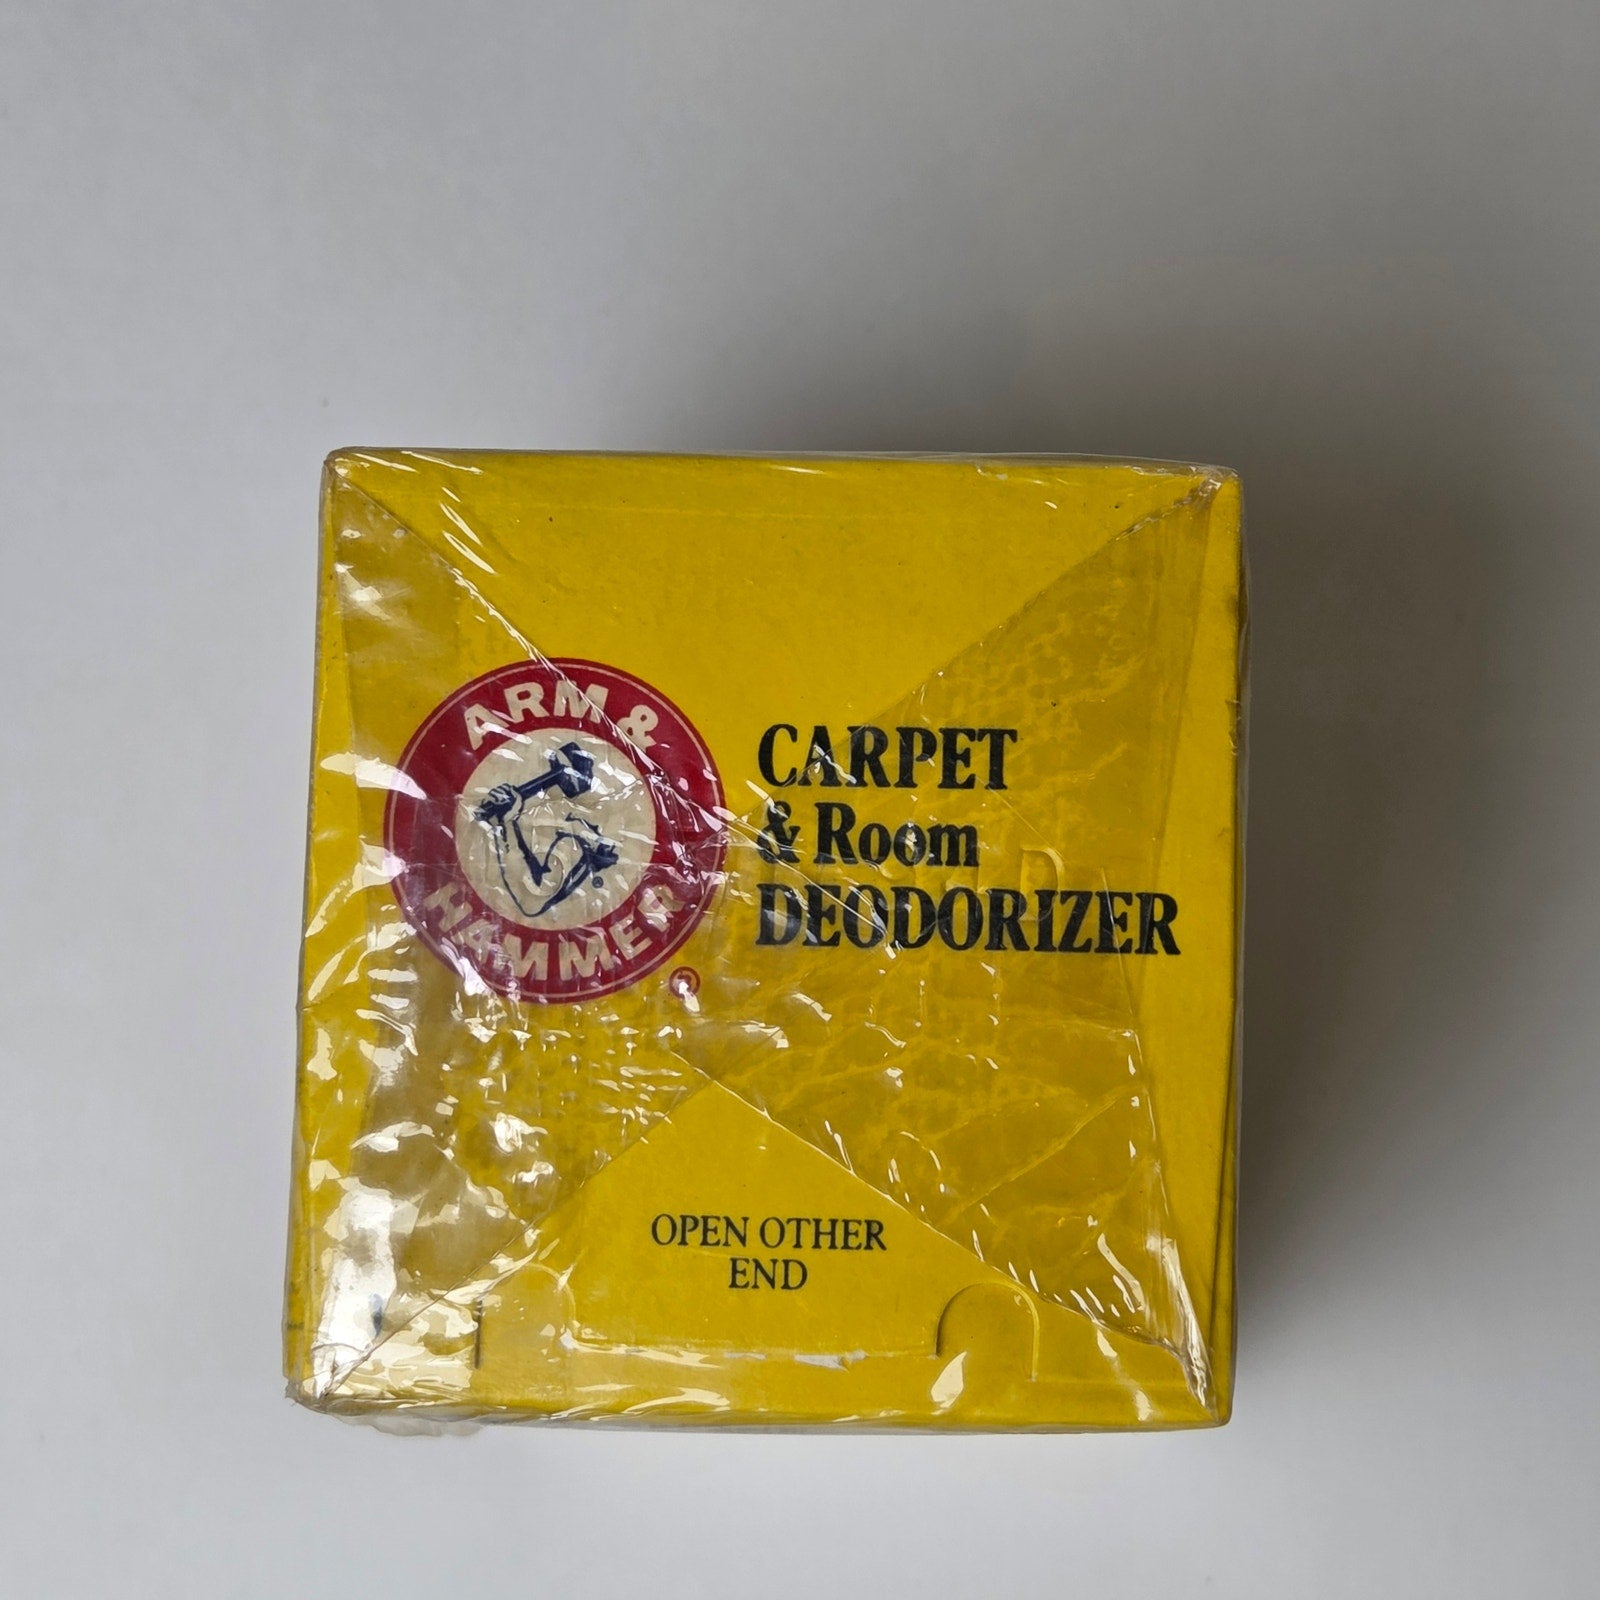 ARM &
HAMMER
®
®
CARPET
& Room
DEODORIZER
OPEN OTHER
END